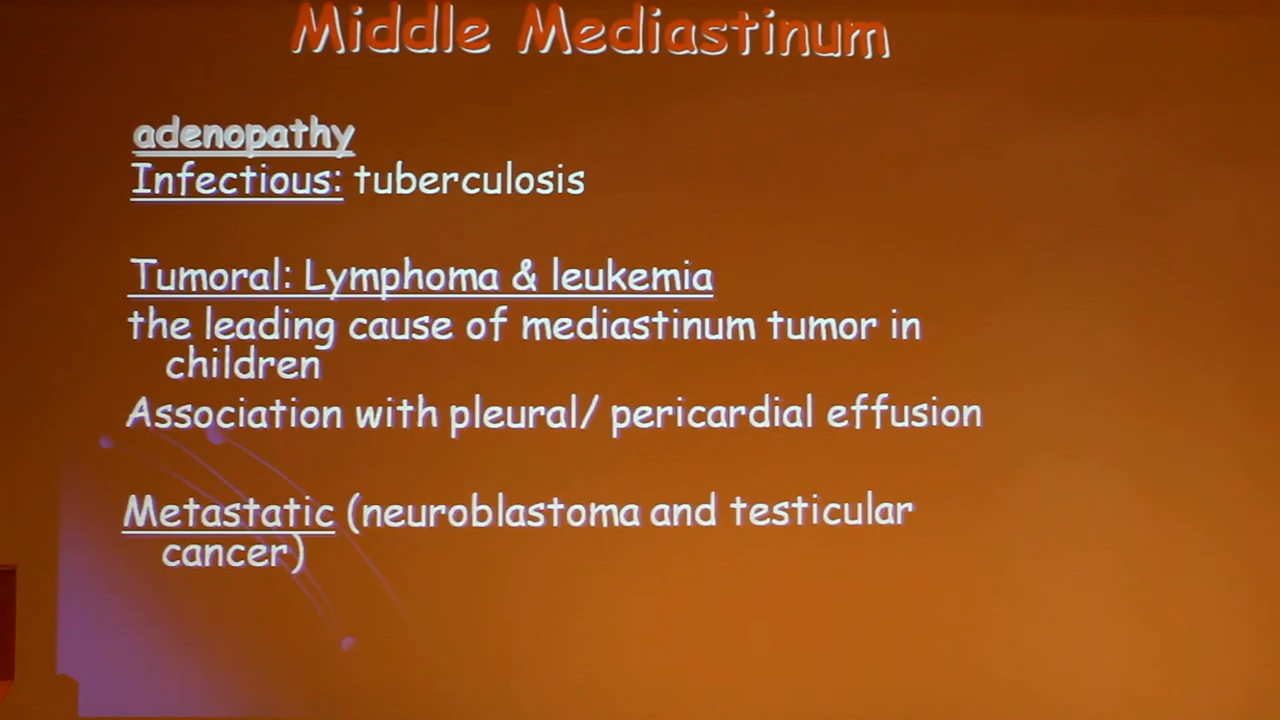 Middle Mediastinum
adenopathy
Infectious: tuberculosis
Tumoral: Lymphoma & leukemia
the leading cause of mediastinum tumor in
children
Association with pleural/ pericardial effusion
Metastatic (neuroblastoma and testicular
cancer)